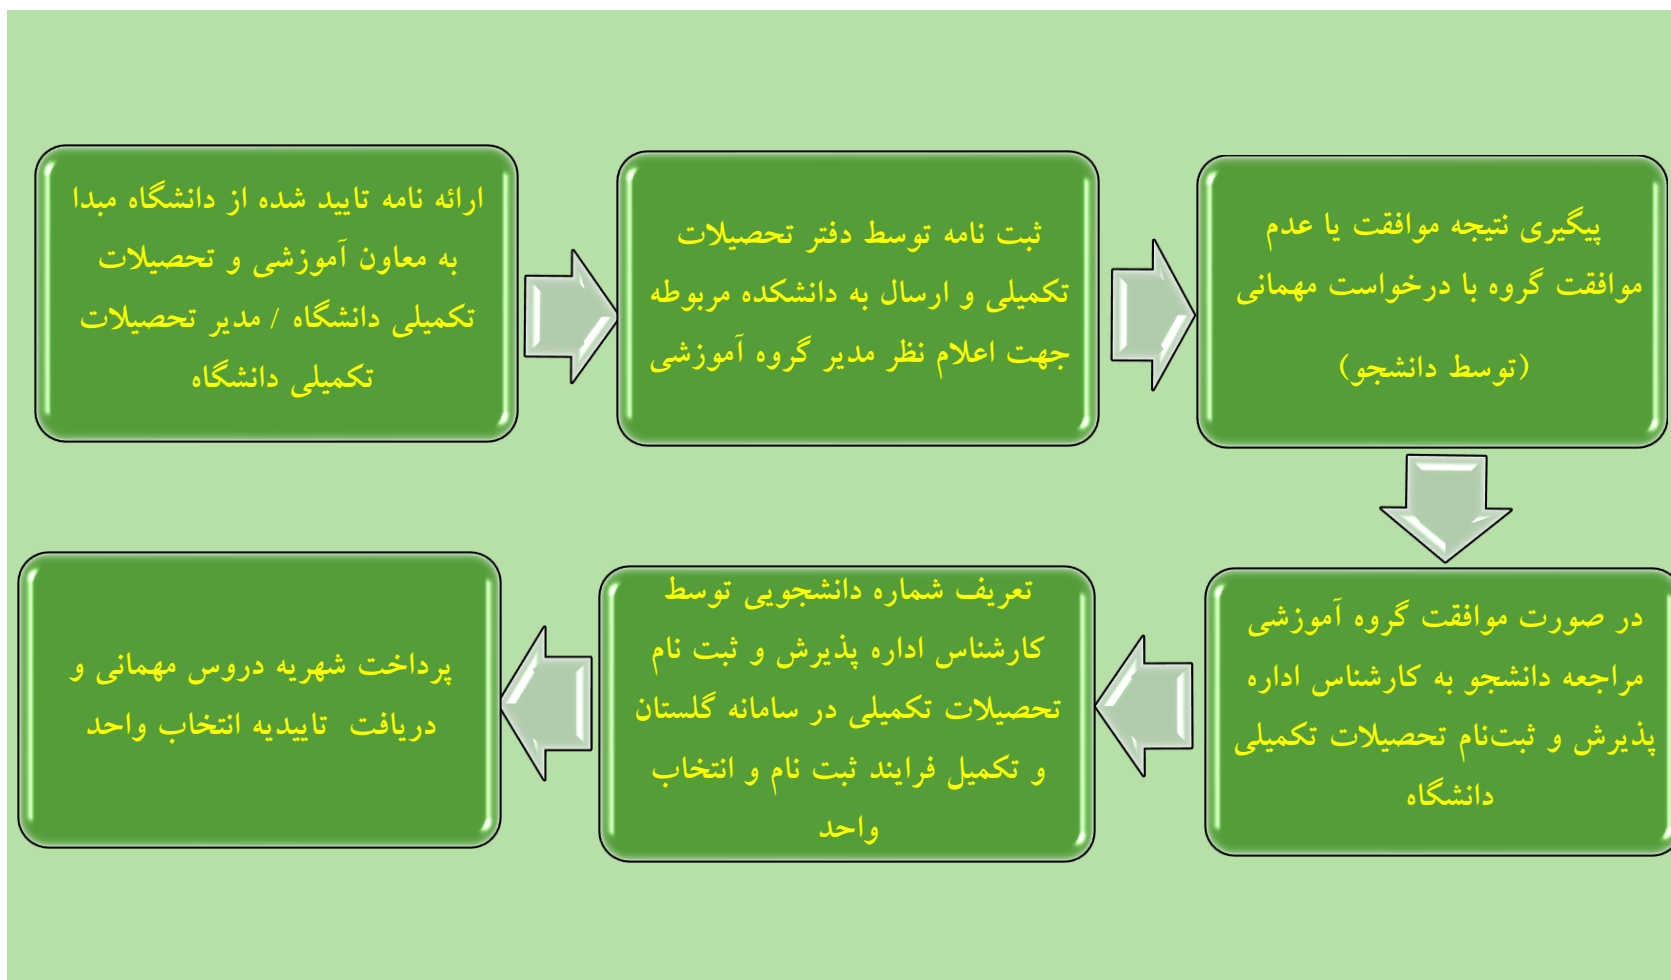 ارائه نامه تایید شده از دانشگاه مبدا
به معاون آموزشی و تحصیلات
تکمیلی دانشگاه / مدیر تحصیلات
تکمیلی دانشگاه
ثبت نامه توسط دفتر تحصیلات
تکمیلی و ارسال به دانشکده مربوطه
جهت اعلام نظر مدیر گروه آموزشی
پیگیری نتیجه موافقت یا عدم
موافقت گروه با درخواست مهمانی
(توسط دانشجو)
در صورت موافقت گروه آموزشی
مراجعه دانشجو به کارشناس اداره
پذیرش و ثبت‌نام تحصیلات تکمیلی
دانشگاه
تعریف شماره دانشجویی توسط
کارشناس اداره پذیرش و ثبت نام
تحصیلات تکمیلی در سامانه گلستان
و تکمیل فرایند ثبت نام و انتخاب
واحد
پرداخت شهریه دروس مهمانی و
دریافت تاییدیه انتخاب واحد